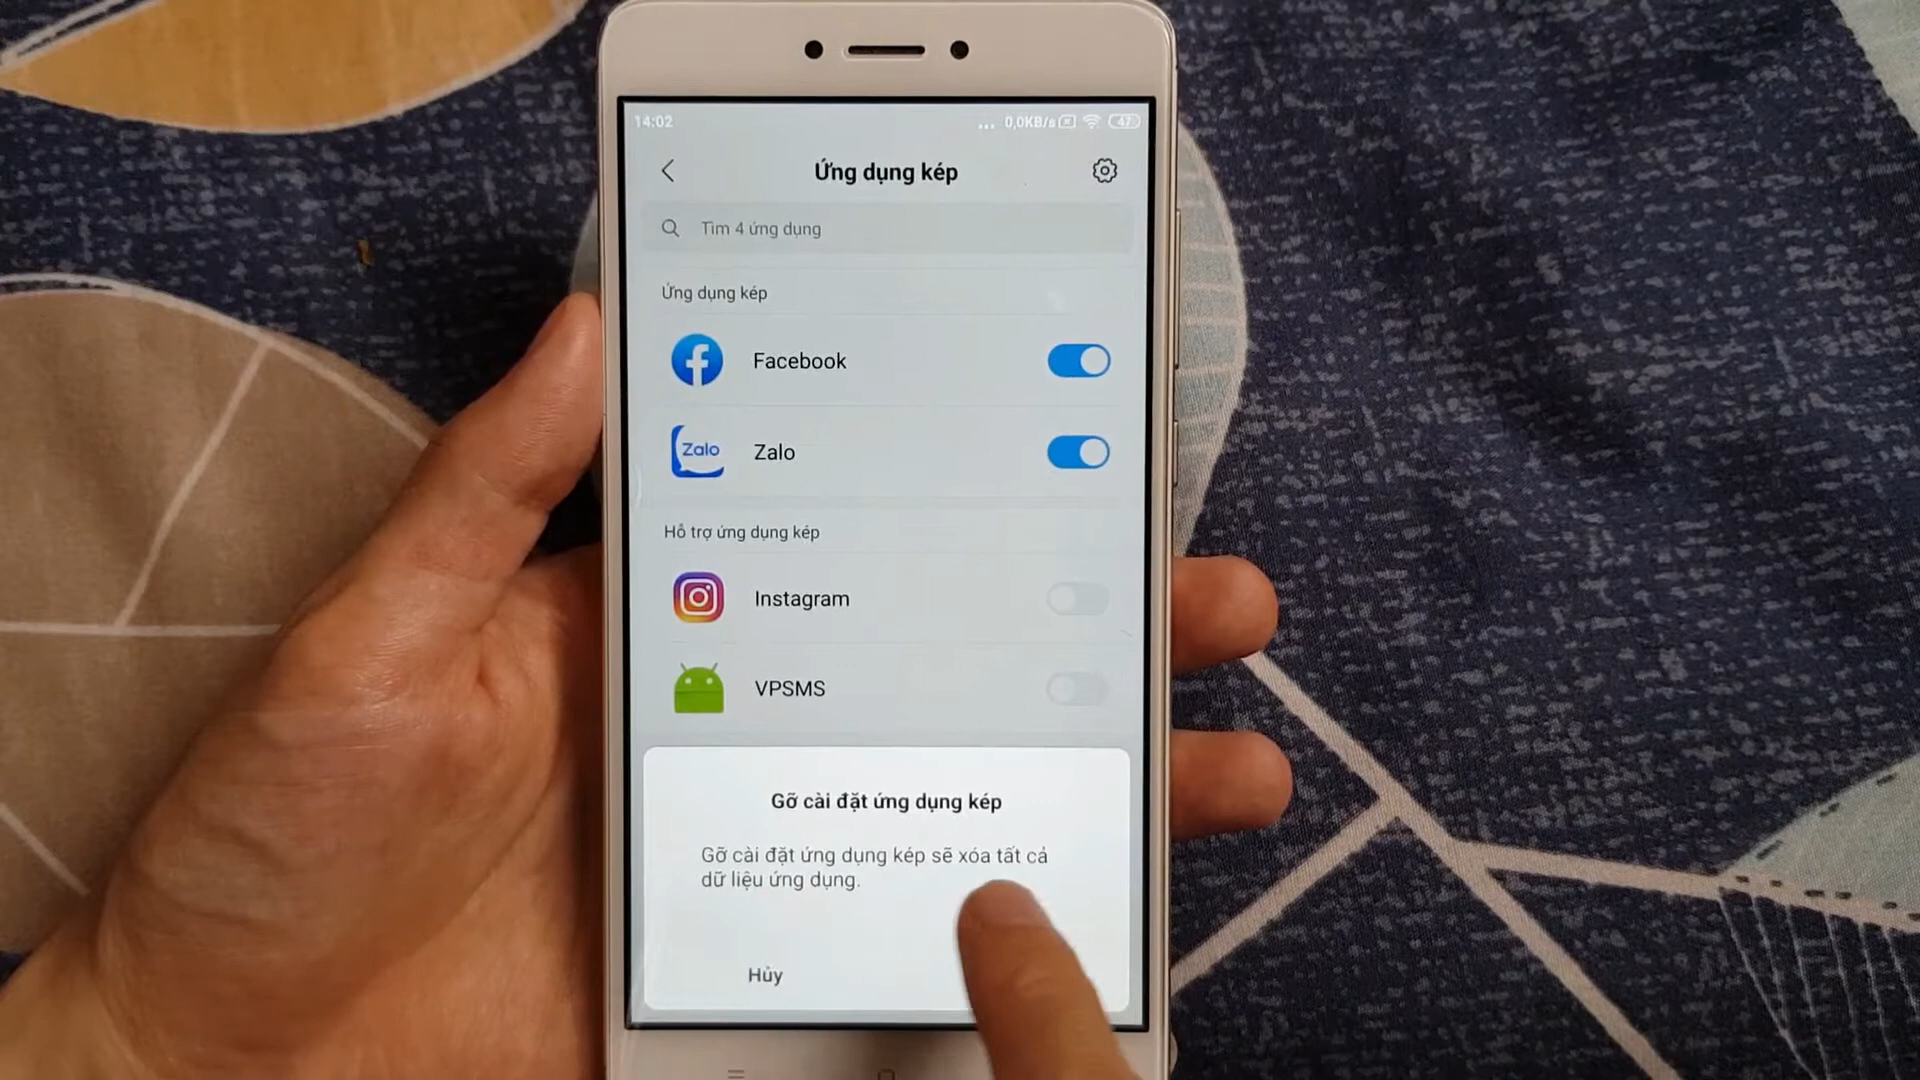 14:02
... 0,0KB/s 47
Ứng dụng kép
Tìm 4 ứng dụng
Ứng dụng kép
Facebook
Zalo
Zalo
Hỗ trợ ứng dụng kép
Instagram
VPSMS
Gỡ cài đặt ứng dụng kép
Gỡ cài đặt ứng dụng kép sẽ xóa tất cả
dữ liệu ứng dụng.
Hủy